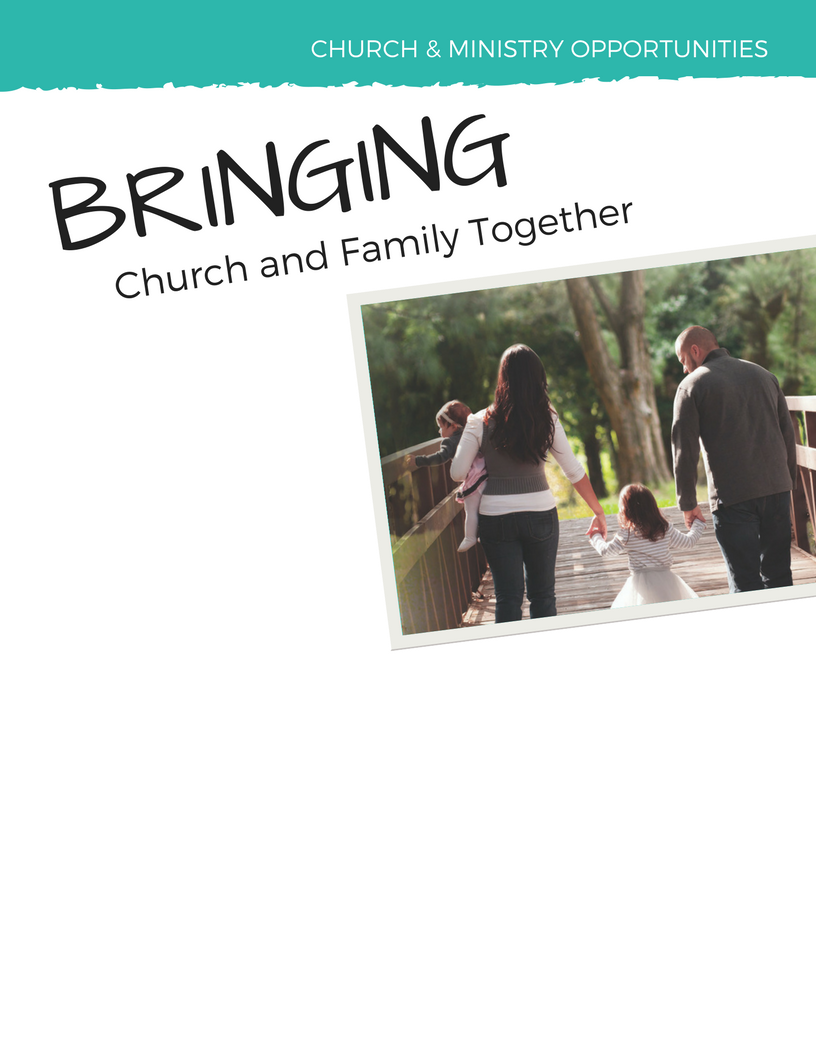 CHURCH & MINISTRY OPPORTUNITIES
BRINGING
Church and Family Together